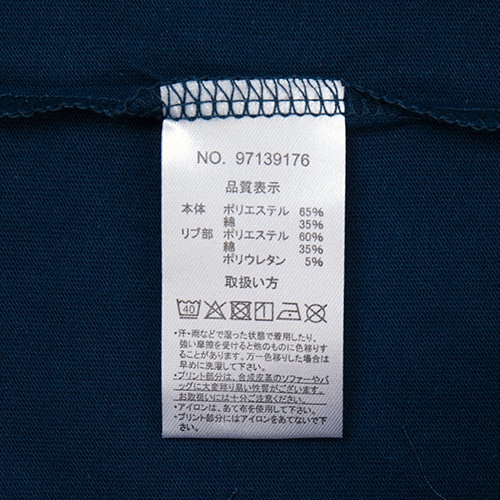 NO. 97139176
品質表示
本体 ポリエステル 65%
綿 35%
リブ部 ポリエステル 60%
綿 35%
ポリウレタン 5%
取扱い方
40
・汗・雨などで湿った状態で着用したり、
強い摩擦を受けると他のものに色移りす
ることがあります。万一色移りした場合は
早めに洗濯して下さい。
・プリント部分は、合成皮革のソファーやバ
ッグに大変移り易い性質がございます。
お取扱いには十分ご注意ください。
・アイロンは、あて布を使用して下さい。
・プリント部分にはアイロンをあてないで下さい。